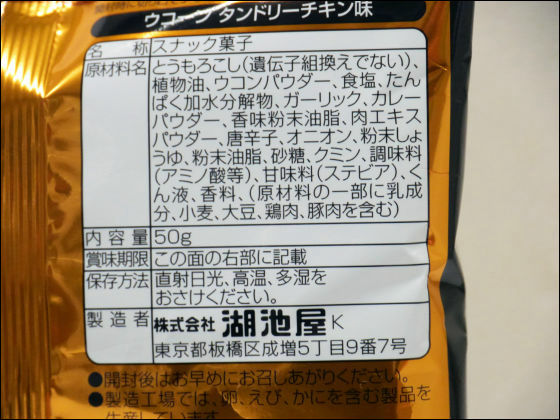 ウコーン タンドリーチキン味
名称 スナック菓子
原材料名 とうもろこし(遺伝子組換えでない)、
植物油、ウコンパウダー、食塩、たん
ぱく加水分解物、ガーリック、カレー
パウダー、香味粉末油脂、肉エキス
パウダー、唐辛子、オニオン、粉末しょ
うゆ、粉末油脂、砂糖、クミン、調味料
(アミノ酸等)、甘味料(ステビア)、く
ん液、香料、(原材料の一部に乳成
分、小麦、大豆、鶏肉、豚肉を含む)
内容量 50g
賞味期限 この面の右部に記載
保存方法 直射日光、高温、多湿を
おさけください。
製造者 株式会社 湖池屋 K
東京都板橋区成増5丁目9番7号
●開封後はお早めにお召しあがりください。
●製造工場では、卵、えび、かにを含む製品を
生産しています。